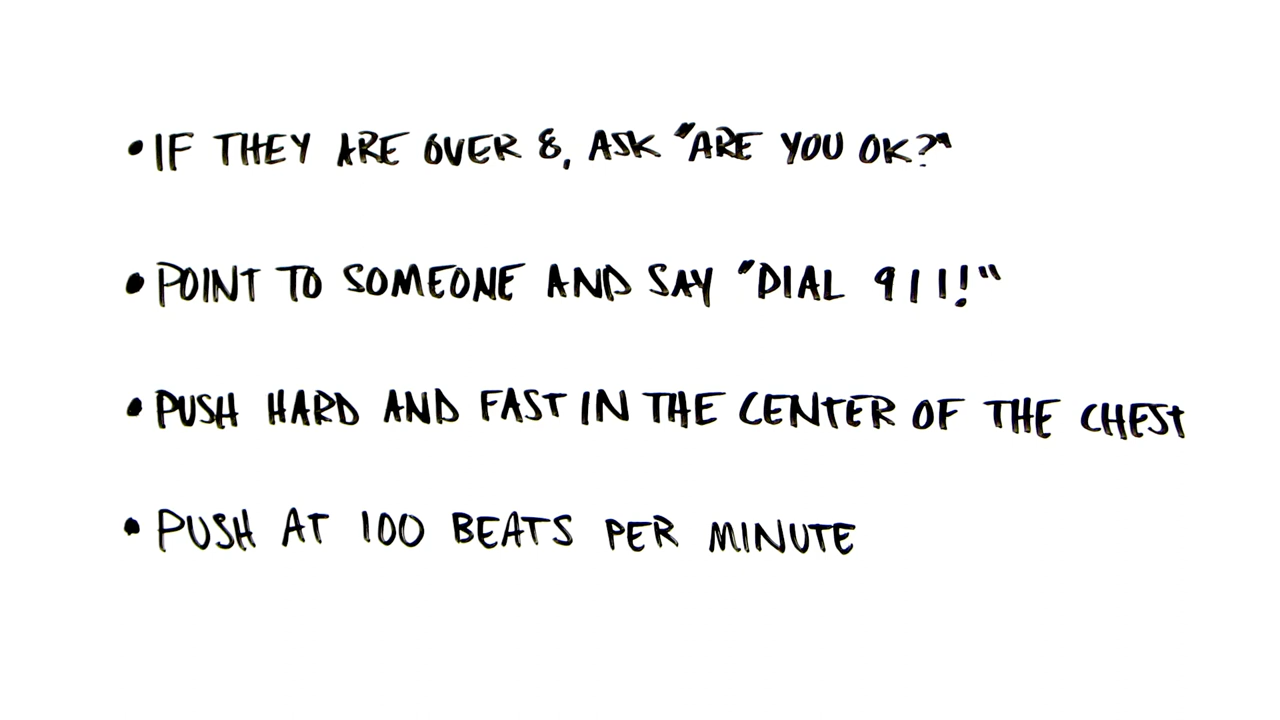 • IF THEY ARE OVER 8, ASK "ARE YOU OK?"
• POINT TO SOMEONE AND SAY "DIAL 911!"
• PUSH HARD AND FAST IN THE CENTER OF THE CHEST
• PUSH AT 100 BEATS PER MINUTE